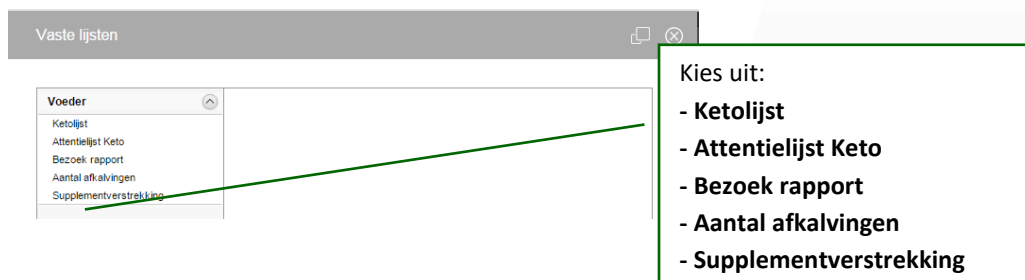 Vaste lijsten
Voeder
Ketolijst
Attentielijst Keto
Bezoek rapport
Aantal afkalvingen
Supplementverstrekking
Kies uit:
- Ketolijst
- Attentielijst Keto
- Bezoek rapport
- Aantal afkalvingen
- Supplementverstrekking